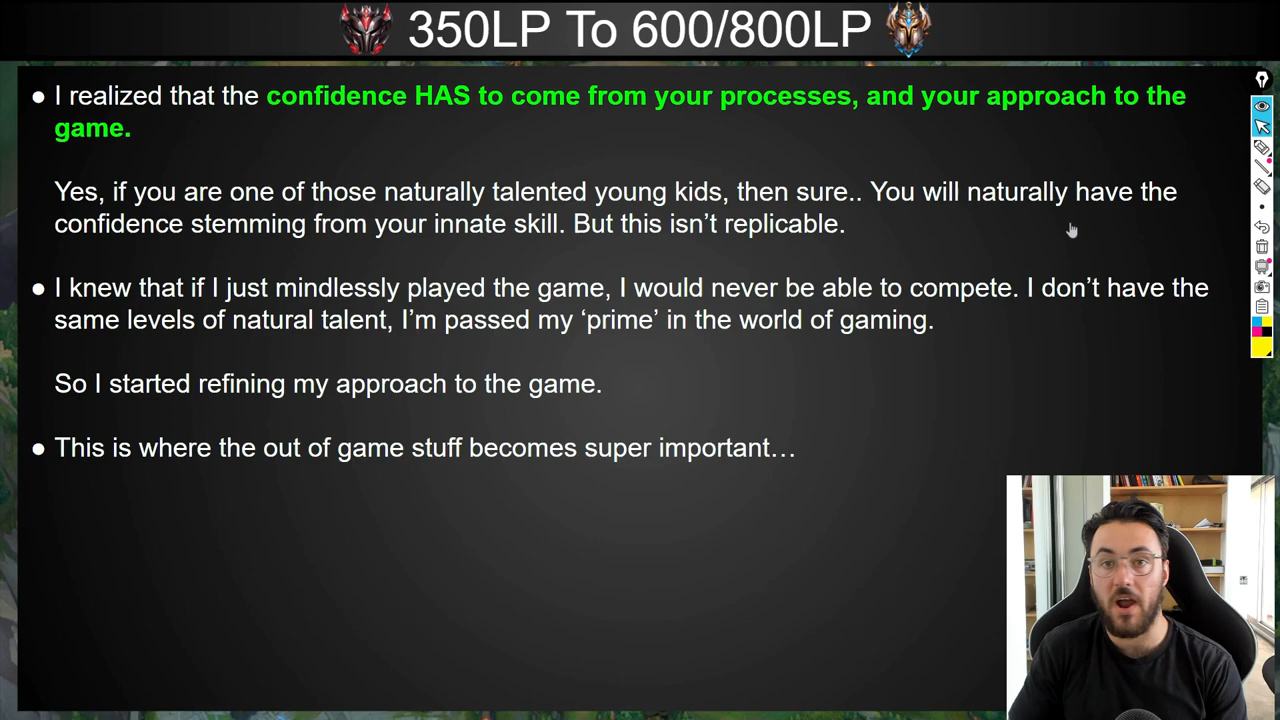 350LP To 600/800LP
● I realized that the confidence HAS to come from your processes, and your approach to the
game.
Yes, if you are one of those naturally talented young kids, then sure.. You will naturally have the
confidence stemming from your innate skill. But this isn’t replicable.
● I knew that if I just mindlessly played the game, I would never be able to compete. I don’t have the
same levels of natural talent, I’m passed my ‘prime’ in the world of gaming.
So I started refining my approach to the game.
● This is where the out of game stuff becomes super important…